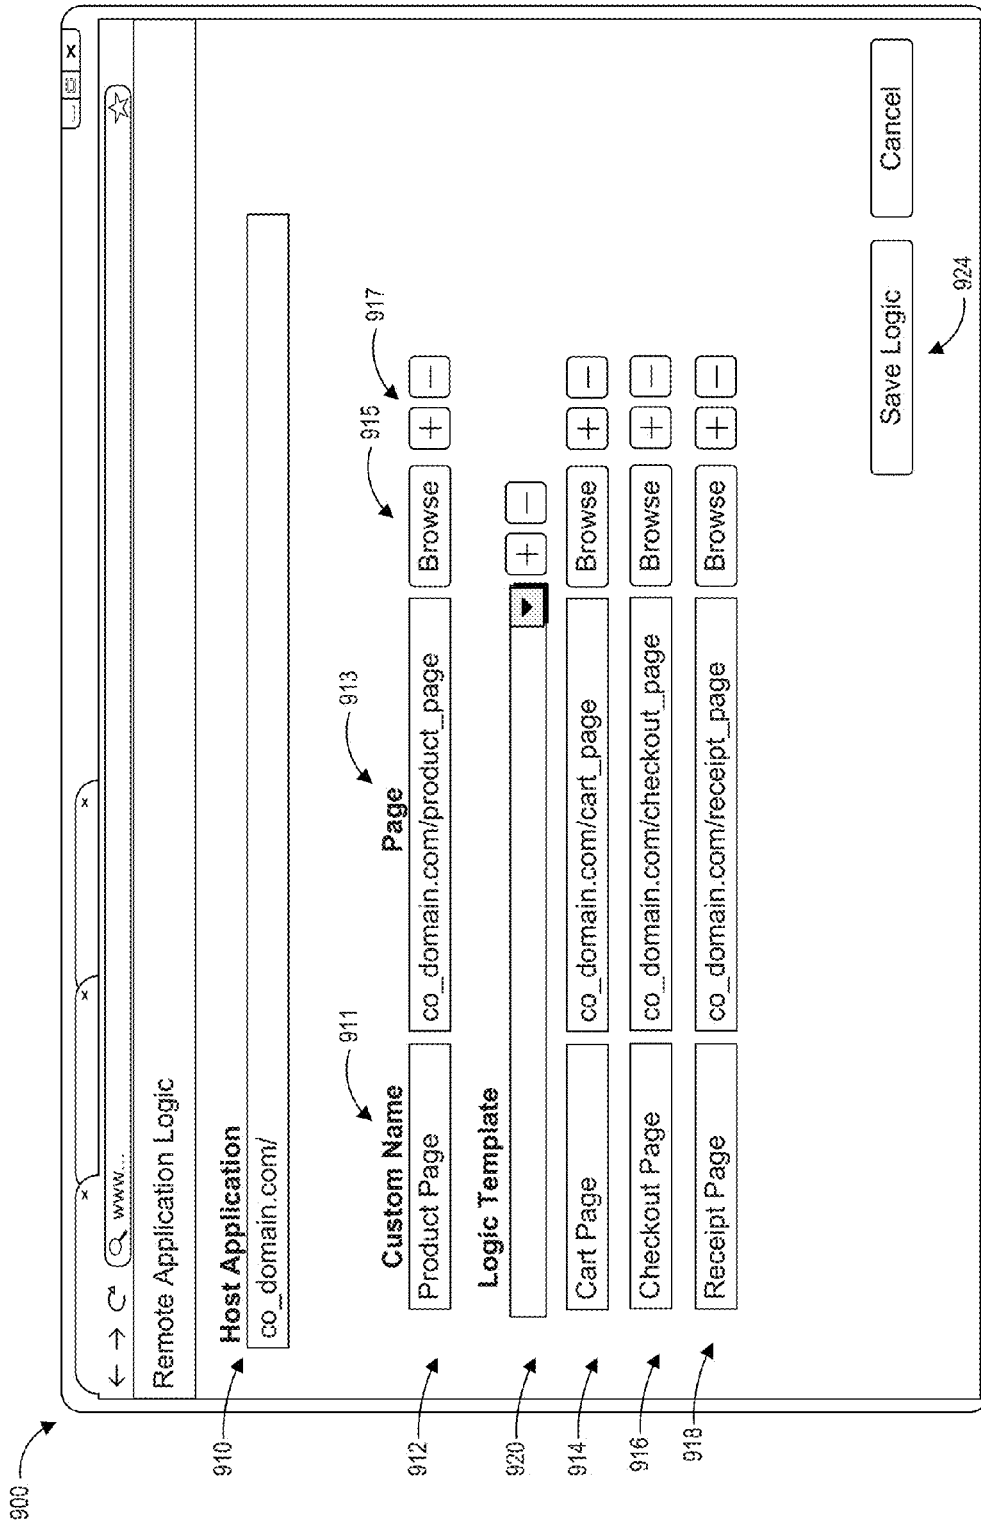 900
x
x
x
x
www...
Remote Application Logic
910
Host Application
co_domain.com/
911
913
915
917
Custom Name
Page
912
Product Page
co_domain.com/product_page
Browse
+
−
Logic Template
920
+
−
914
Cart Page
co_domain.com/cart_page
Browse
+
−
916
Checkout Page
co_domain.com/checkout_page
Browse
+
−
918
Receipt Page
co_domain.com/receipt_page
Browse
+
−
Save Logic
Cancel
924